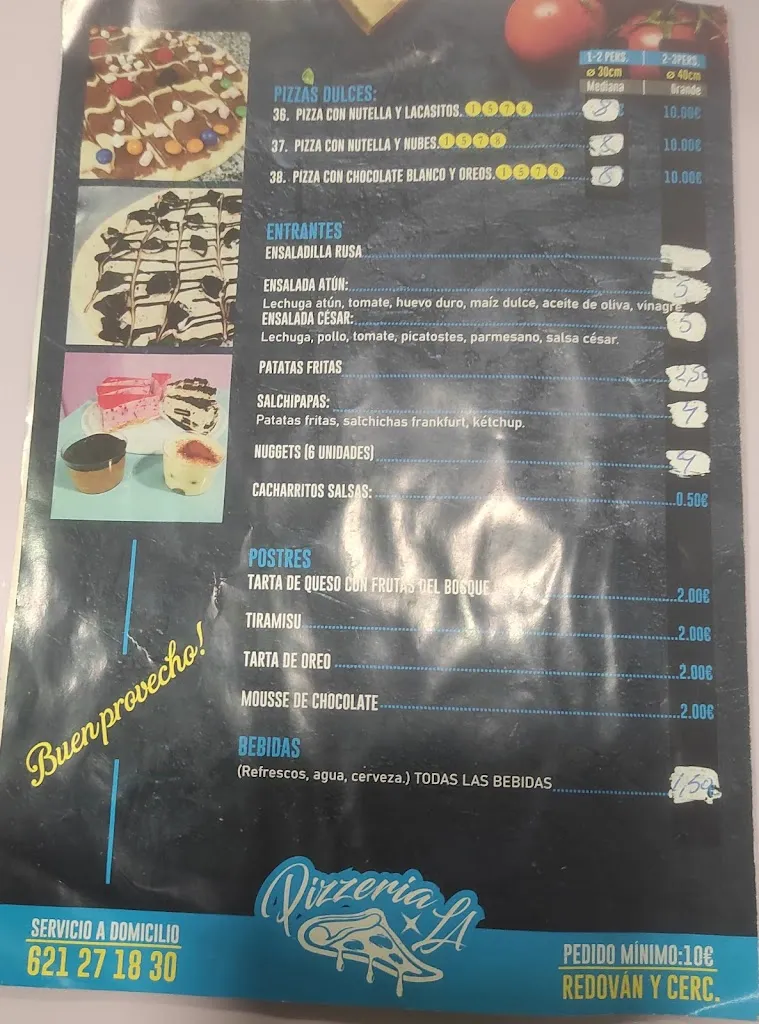 1-2 PERS. 2-3PERS.
ø 30cm ø 40cm
Mediana Grande
PIZZAS DULCES:
36. PIZZA CON NUTELLA Y LACASITOS. 1 5 7 8 8 10.00€
37. PIZZA CON NUTELLA Y NUBES. 1 5 7 8 8 10.00€
38. PIZZA CON CHOCOLATE BLANCO Y OREOS. 1 5 7 8 8 10.00€
ENTRANTES
ENSALADILLA RUSA
ENSALADA ATÚN: 5
Lechuga atún, tomate, huevo duro, maíz dulce, aceite de oliva, vinagre.
ENSALADA CÉSAR: 5
Lechuga, pollo, tomate, picatostes, parmesano, salsa césar.
PATATAS FRITAS 2,50
SALCHIPAPAS: 4
Patatas fritas, salchichas frankfurt, kétchup.
NUGGETS (6 UNIDADES) 4
CACHARRITOS SALSAS: 0.50€
POSTRES
TARTA DE QUESO CON FRUTAS DEL BOSQUE 2.00€
TIRAMISU 2.00€
TARTA DE OREO 2.00€
MOUSSE DE CHOCOLATE 2.00€
BEBIDAS
(Refrescos, agua, cerveza.) TODAS LAS BEBIDAS 1,50
Buen provecho!
Pizzeria LA
SERVICIO A DOMICILIO
621 27 18 30
PEDIDO MÍNIMO:10€
REDOVÁN Y CERC.